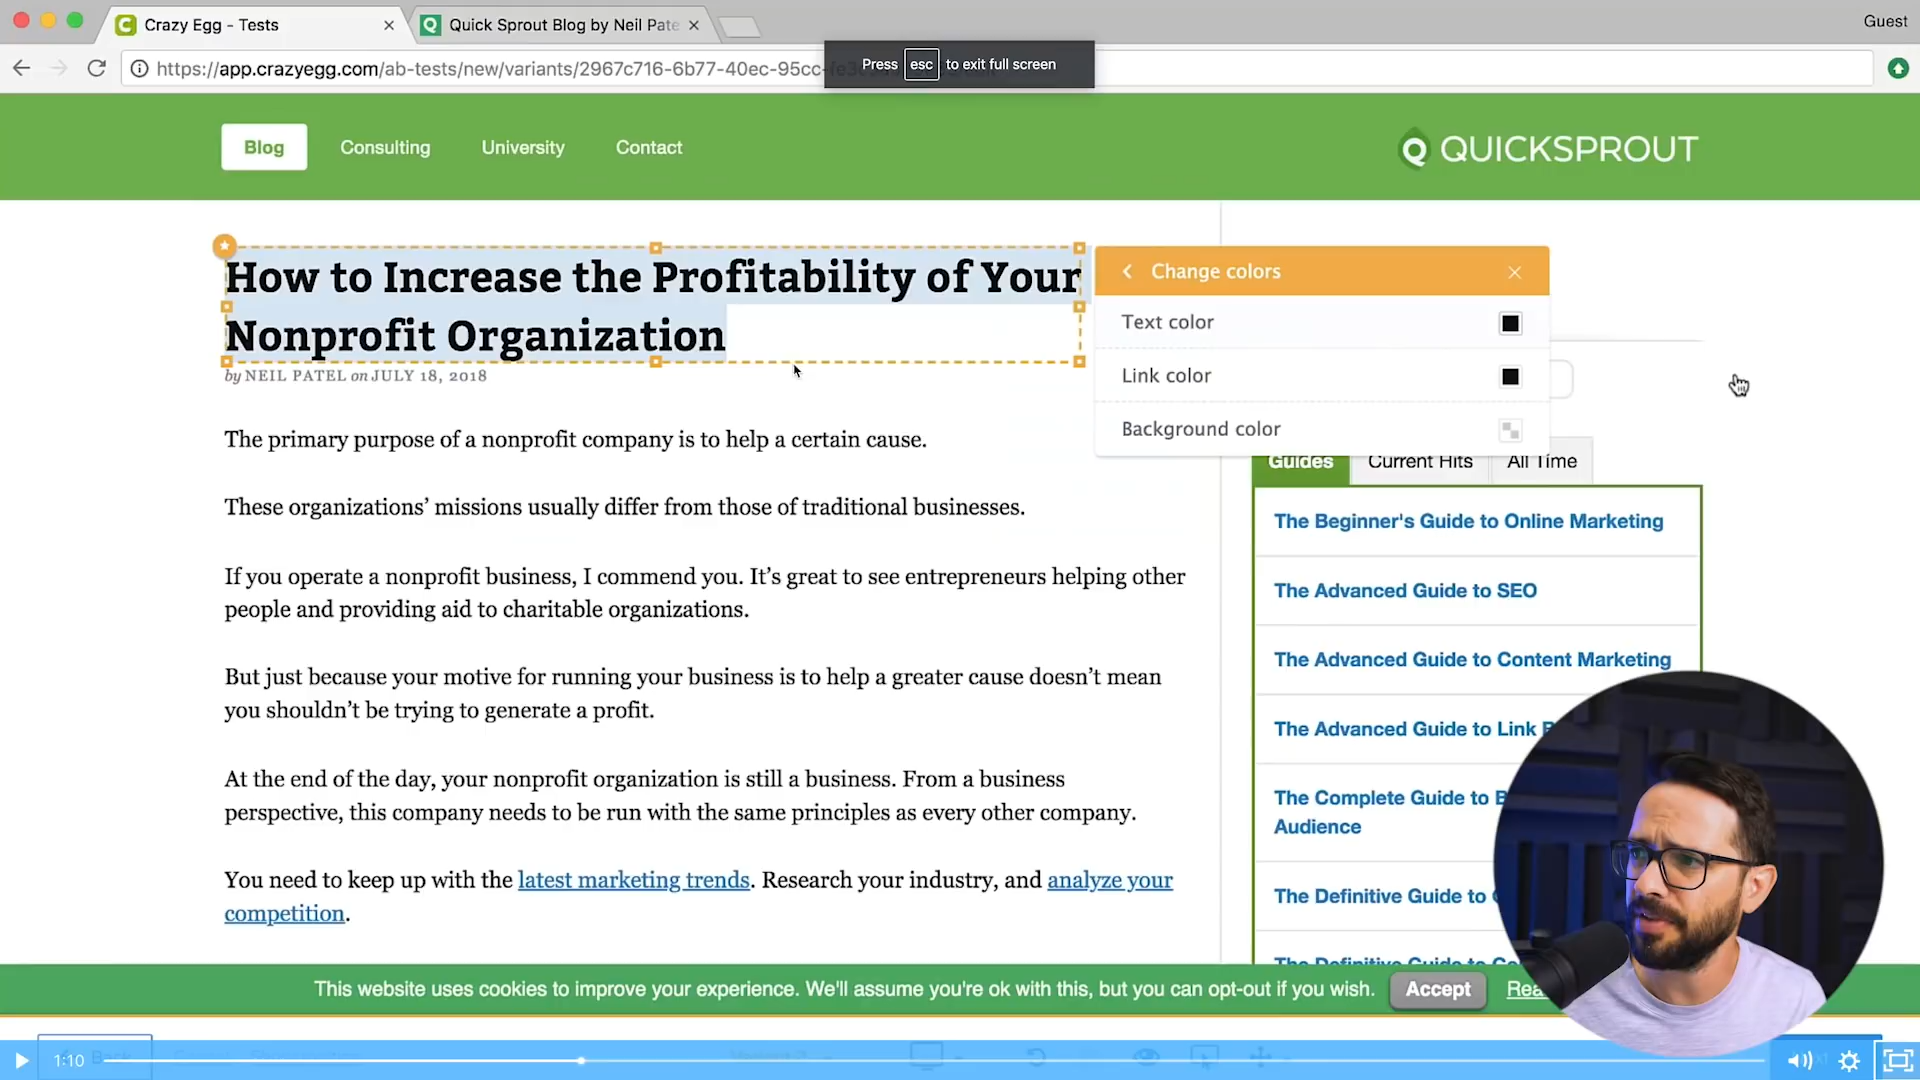 Crazy Egg - Tests
Quick Sprout Blog by Neil Pate
Guest
https://app.crazyegg.com/ab-tests/new/variants/2967c716-6b77-40ec-95cc-
Press esc to exit full screen
Blog
Consulting
University
Contact
QUICKSPROUT
How to Increase the Profitability of Your
Nonprofit Organization
by NEIL PATEL on JULY 18, 2018
Change colors
Text color
Link color
Background color
The primary purpose of a nonprofit company is to help a certain cause.
These organizations’ missions usually differ from those of traditional businesses.
If you operate a nonprofit business, I commend you. It’s great to see entrepreneurs helping other
people and providing aid to charitable organizations.
But just because your motive for running your business is to help a greater cause doesn’t mean
you shouldn’t be trying to generate a profit.
At the end of the day, your nonprofit organization is still a business. From a business
perspective, this company needs to be run with the same principles as every other company.
You need to keep up with the latest marketing trends. Research your industry, and analyze your
competition.
Guides
Current Hits
All Time
The Beginner's Guide to Online Marketing
The Advanced Guide to SEO
The Advanced Guide to Content Marketing
The Advanced Guide to Link B
The Complete Guide to B
Audience
The Definitive Guide to
The Definitive Guide to
This website uses cookies to improve your experience. We'll assume you're ok with this, but you can opt-out if you wish.
Accept
Rea
Back
1:10